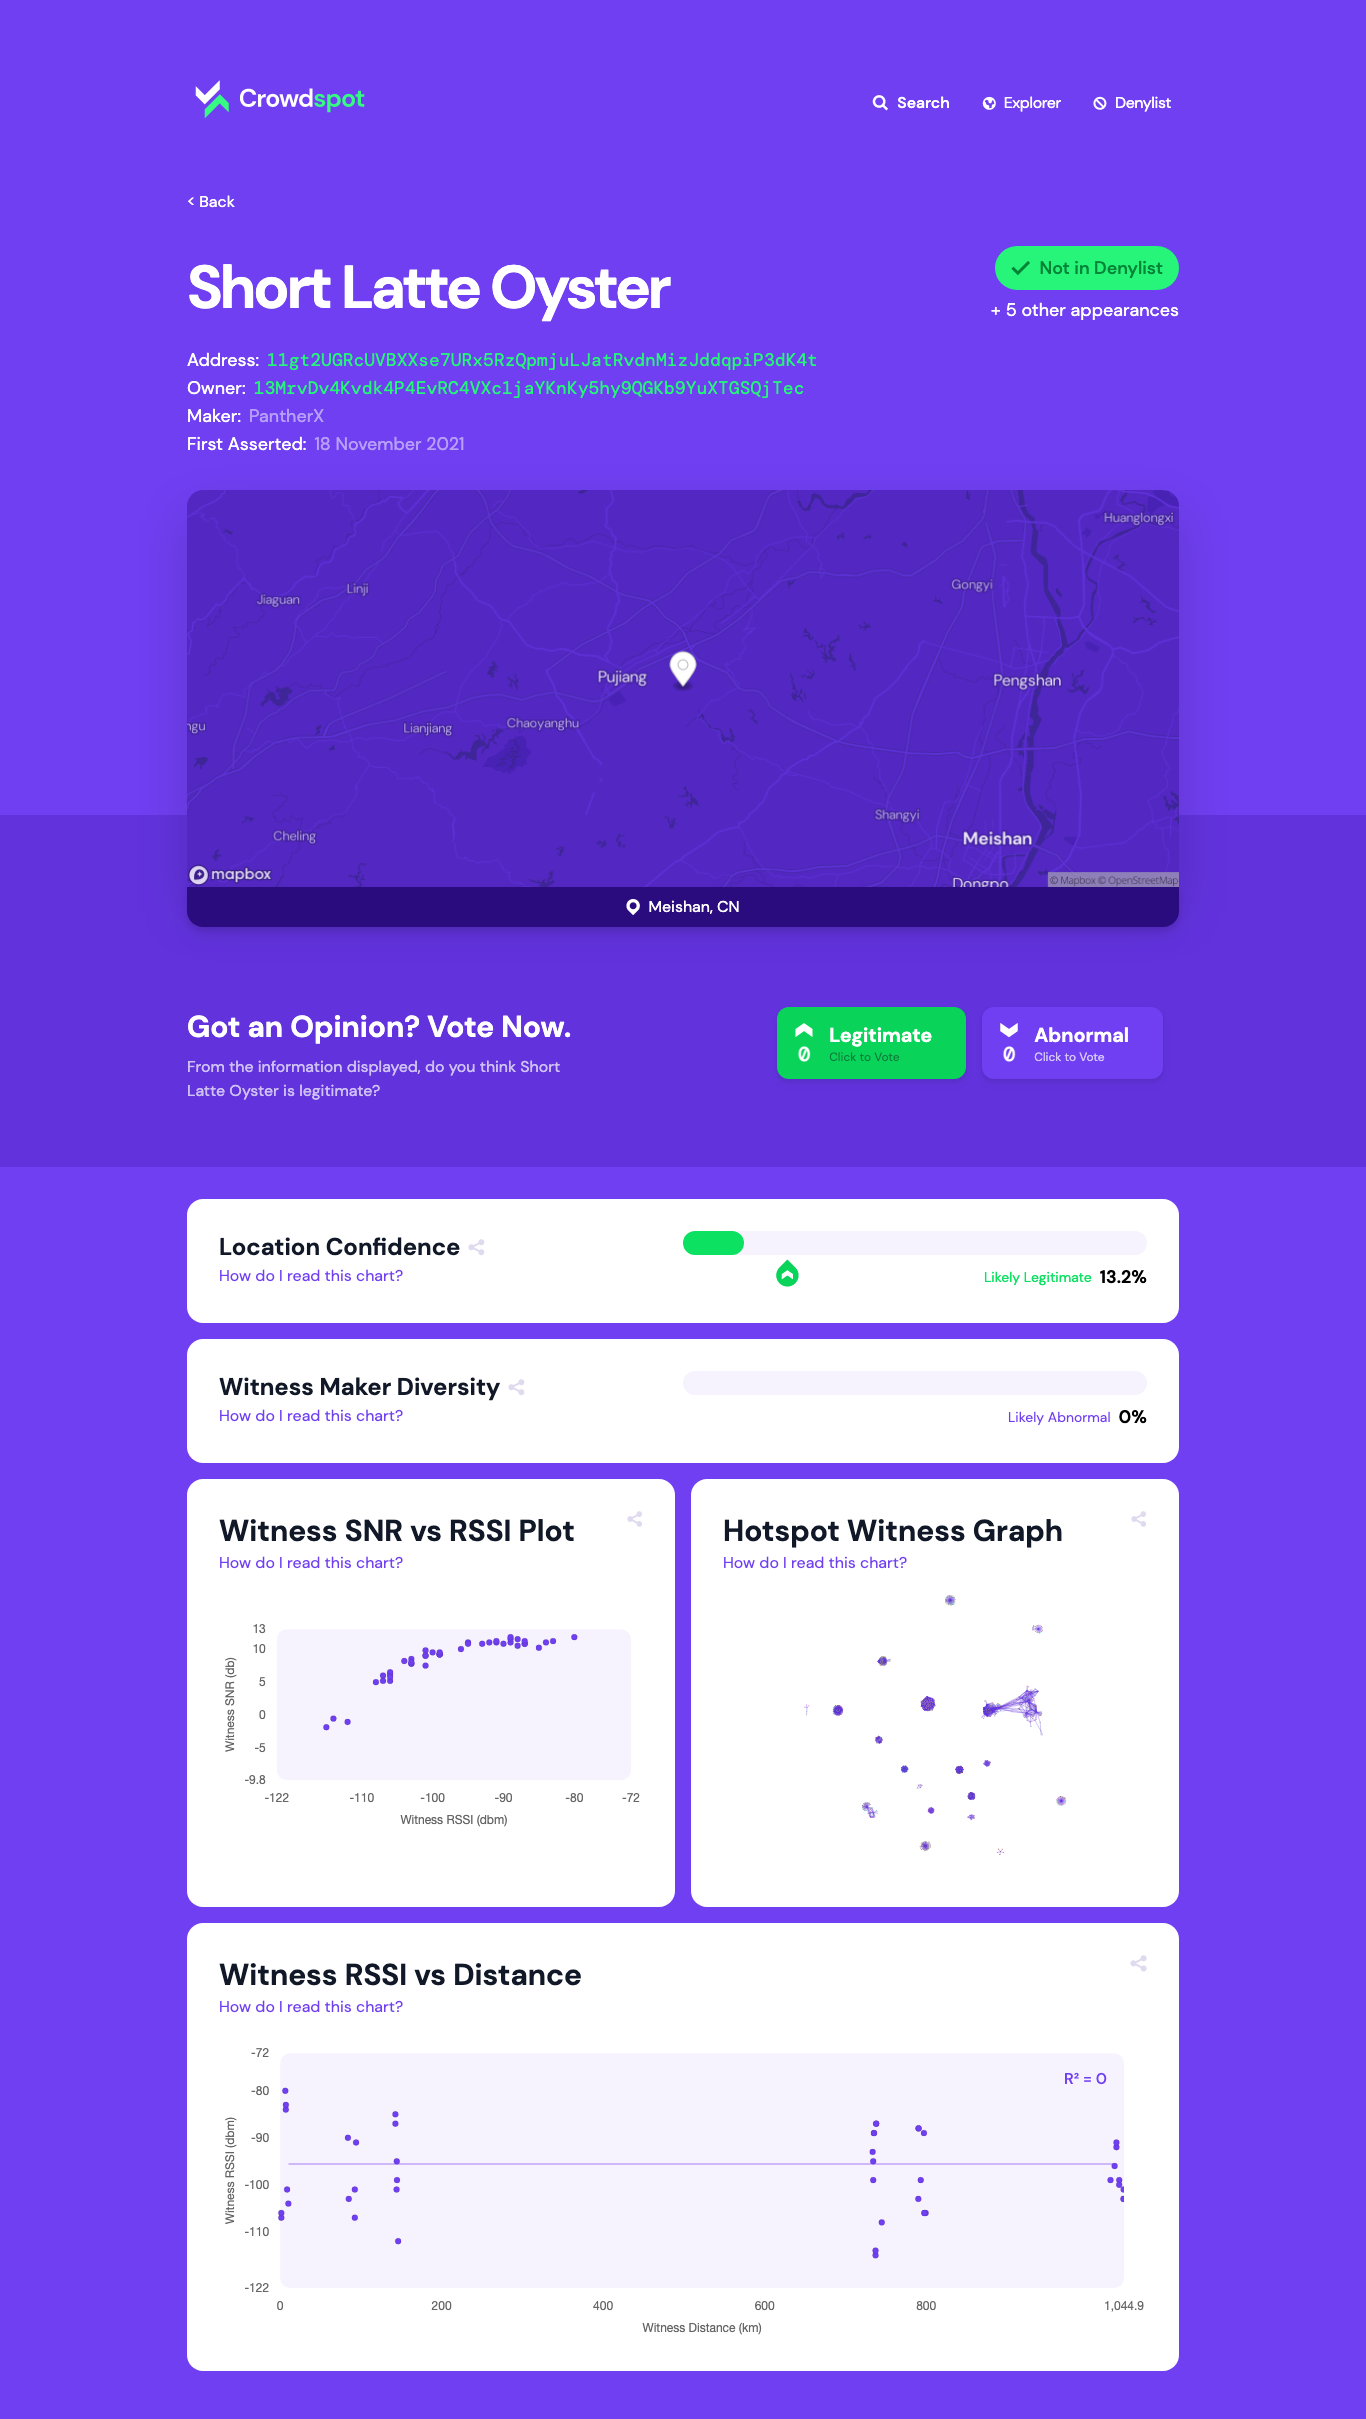 Crowdspot
Search
Explorer
Denylist
< Back
Short Latte Oyster
Not in Denylist
+ 5 other appearances
Address: 11gt2UGRcUVBXXse7URx5RzQpmjuLJatRvdnMizJddqpiP3dK4t
Owner: 13MrvDv4Kvdk4P4EvRC4VXc1jaYKnKy5hy9QGKb9YuXTGSQjTec
Maker: PantherX
First Asserted: 18 November 2021
Huanglongxi
Linji
Jiaguan
Gongyi
Pujiang
Pengshan
ngu
Lianjiang
Chaoyanghu
Shangyi
Cheling
Meishan
mapbox
Dongpo
© Mapbox © OpenStreetMap
Meishan, CN
Got an Opinion? Vote Now.
From the information displayed, do you think Short
Latte Oyster is legitimate?
Legitimate
0
Click to Vote
Abnormal
0
Click to Vote
Location Confidence
How do I read this chart?
Likely Legitimate 13.2%
Witness Maker Diversity
How do I read this chart?
Likely Abnormal 0%
Witness SNR vs RSSI Plot
How do I read this chart?
13
10
5
0
-5
-9.8
Witness SNR (db)
-122 -110 -100 -90 -80 -72
Witness RSSI (dbm)
Hotspot Witness Graph
How do I read this chart?
Witness RSSI vs Distance
How do I read this chart?
R² = 0
-72
-80
-90
-100
-110
-122
Witness RSSI (dbm)
0 200 400 600 800 1,044.9
Witness Distance (km)